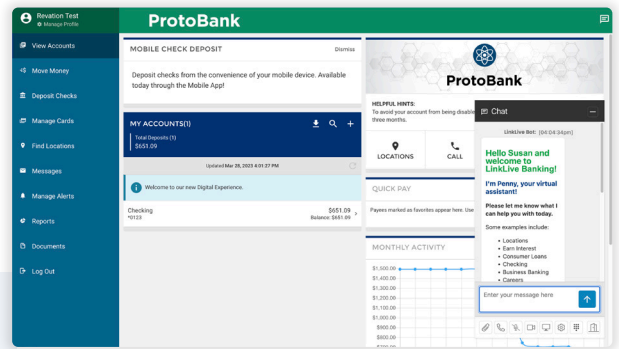 Revation Test
Manage Profile
ProtoBank
View Accounts
Move Money
Deposit Checks
Manage Cards
Find Locations
Messages
Manage Alerts
Reports
Documents
Log Out
MOBILE CHECK DEPOSIT
Dismiss
Deposit checks from the convenience of your mobile device. Available
today through the Mobile App!
MY ACCOUNTS(1)
Total Deposits (1)
$651.09
Updated Mar 28, 2023 4:01:27 PM
Welcome to our new Digital Experience.
Checking
*0123
$651.09
Balance: $651.09
ProtoBank
HELPFUL HINTS:
To avoid your account from being disable
three months.
LOCATIONS
CALL
QUICK PAY
Payees marked as favorites appear here. Use
MONTHLY ACTIVITY
$1,500.00
$1,400.00
$1,300.00
$1,200.00
$1,100.00
$1,000.00
$900.00
$800.00
$700.00
Chat
LinkLive Bot: (04:04:34pm)
Hello Susan and
welcome to
LinkLive Banking!
I'm Penny, your virtual
assistant!
Please let me know what I
can help you with today.
Some examples include:
• Locations
• Earn Interest
• Consumer Loans
• Checking
• Business Banking
• Careers
Enter your message here